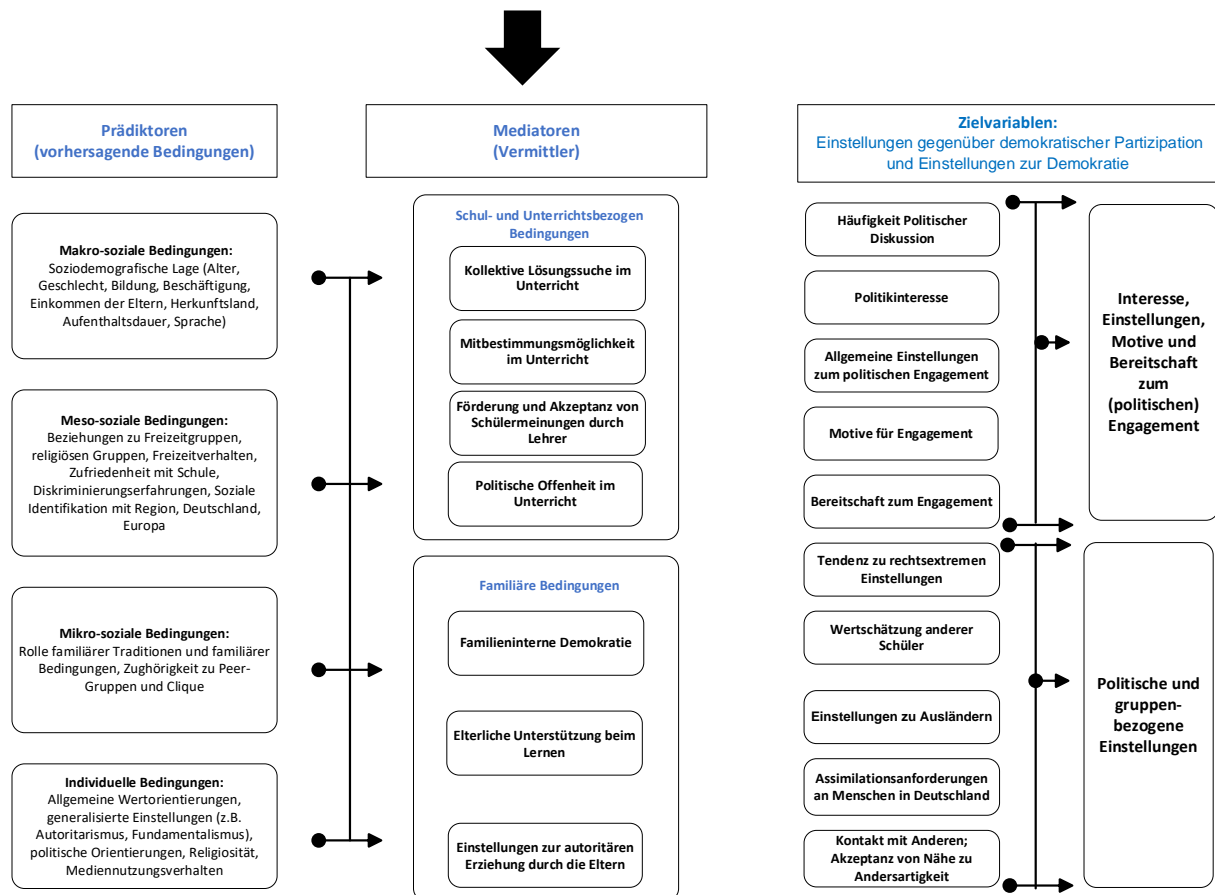 Prädiktoren
(vorhersagende Bedingungen)
Makro-soziale Bedingungen:
Soziodemografische Lage (Alter,
Geschlecht, Bildung, Beschäftigung,
Einkommen der Eltern, Herkunftsland,
Aufenthaltsdauer, Sprache)
Meso-soziale Bedingungen:
Beziehungen zu Freizeitgruppen,
religiösen Gruppen, Freizeitverhalten,
Zufriedenheit mit Schule,
Diskriminierungserfahrungen, Soziale
Identifikation mit Region, Deutschland,
Europa
Mikro-soziale Bedingungen:
Rolle familiärer Traditionen und familiärer
Bedingungen, Zughörigkeit zu Peer-
Gruppen und Clique
Individuelle Bedingungen:
Allgemeine Wertorientierungen,
generalisierte Einstellungen (z.B.
Autoritarismus, Fundamentalismus),
politische Orientierungen, Religiosität,
Mediennutzungsverhalten
Mediatoren
(Vermittler)
Schul- und Unterrichtsbezogen
Bedingungen
Kollektive Lösungssuche im
Unterricht
Mitbestimmungsmöglichkeit
im Unterricht
Förderung und Akzeptanz von
Schülermeinungen durch
Lehrer
Politische Offenheit im
Unterricht
Familiäre Bedingungen
Familieninterne Demokratie
Elterliche Unterstützung beim
Lernen
Einstellungen zur autoritären
Erziehung durch die Eltern
Zielvariablen:
Einstellungen gegenüber demokratischer Partizipation
und Einstellungen zur Demokratie
Häufigkeit Politischer
Diskussion
Politikinteresse
Allgemeine Einstellungen
zum politischen Engagement
Motive für Engagement
Bereitschaft zum Engagement
Tendenz zu rechtsextremen
Einstellungen
Wertschätzung anderer
Schüler
Einstellungen zu Ausländern
Assimilationsanforderungen
an Menschen in Deutschland
Kontakt mit Anderen;
Akzeptanz von Nähe zu
Andersartigkeit
Interesse,
Einstellungen,
Motive und
Bereitschaft
zum
(politischen)
Engagement
Politische und
gruppen-
bezogene
Einstellungen